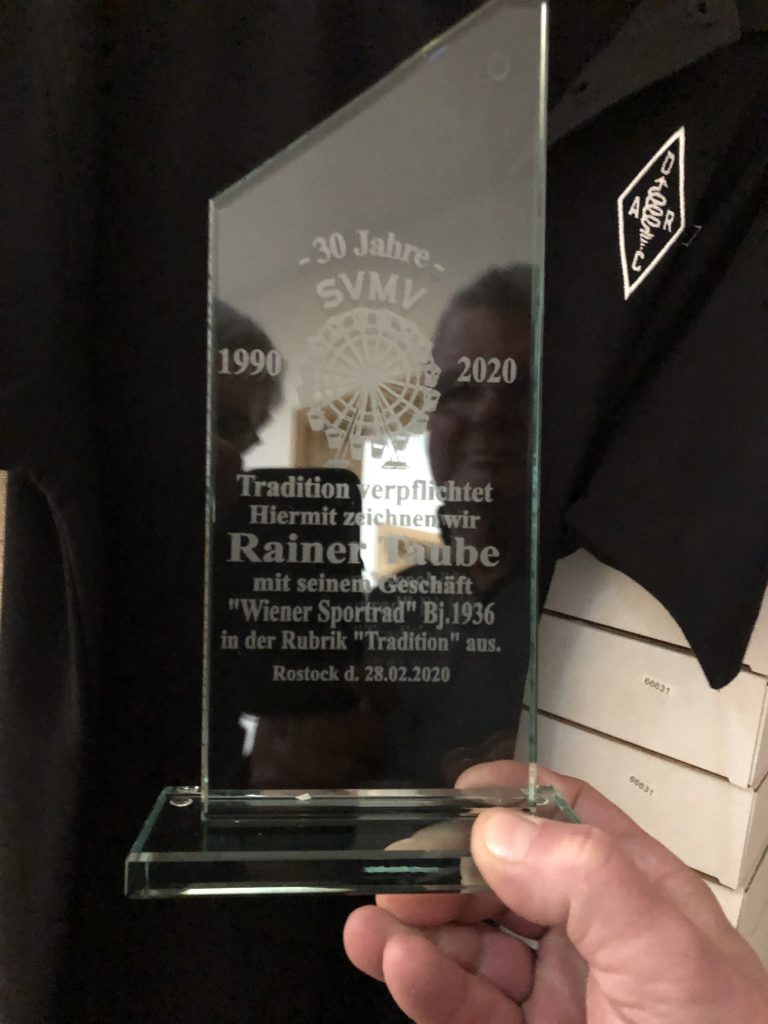 - 30 Jahre -
SVMV
1990 2020
Tradition verpflichtet
Hiermit zeichnen wir
Rainer Taube
mit seinem Geschäft
"Wiener Sportrad" Bj.1936
in der Rubrik "Tradition" aus.
Rostock d. 28.02.2020
A R
66631
66631